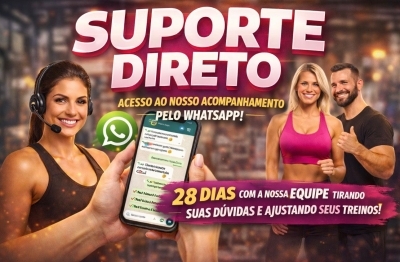 SUPORTE
DIRETO
ACESSO AO NOSSO ACOMPANHAMENTO
PELO WHATSAPP!
28 DIAS COM A NOSSA EQUIPE TIRANDO
SUAS DÚVIDAS E AJUSTANDO SEUS TREINOS!